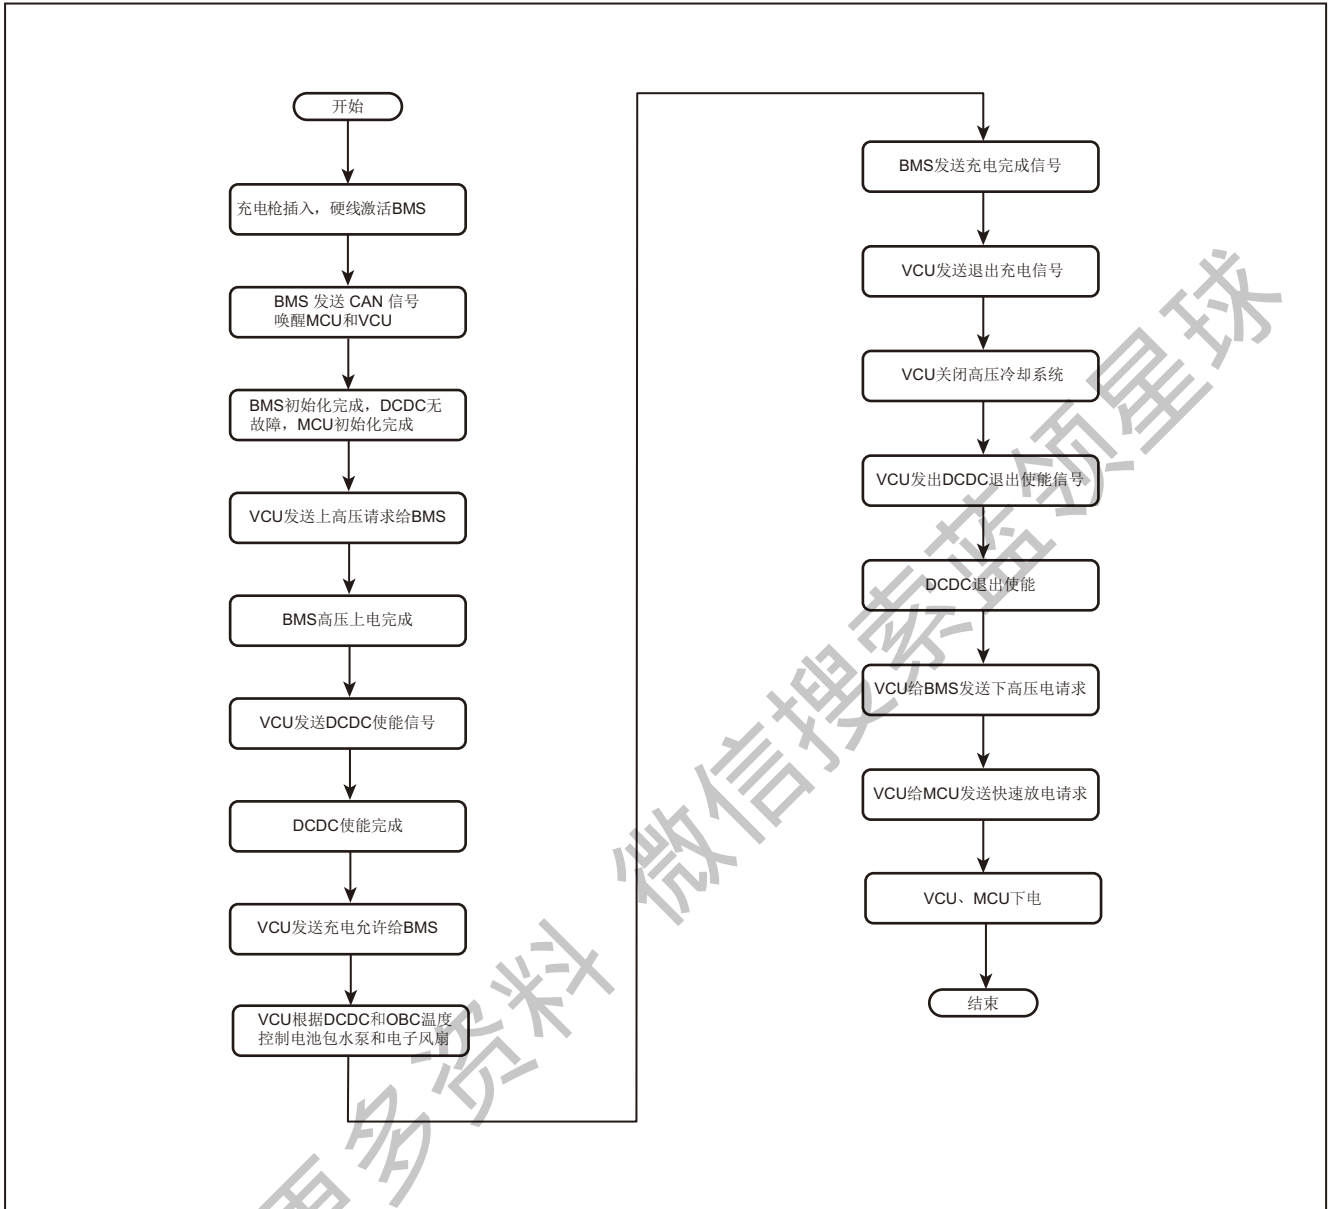 开始
充电枪插入，硬线激活BMS
BMS 发送 CAN 信号
唤醒MCU和VCU
BMS初始化完成，DCDC无
故障，MCU初始化完成
VCU发送上高压请求给BMS
BMS高压上电完成
VCU发送DCDC使能信号
DCDC使能完成
VCU发送充电允许给BMS
VCU根据DCDC和OBC温度
控制电池包水泵和电子风扇
BMS发送充电完成信号
VCU发送退出充电信号
VCU关闭高压冷却系统
VCU发出DCDC退出使能信号
DCDC退出使能
VCU给BMS发送下高压电请求
VCU给MCU发送快速放电请求
VCU、MCU下电
结束
更多资料 微信搜索蓝领星球